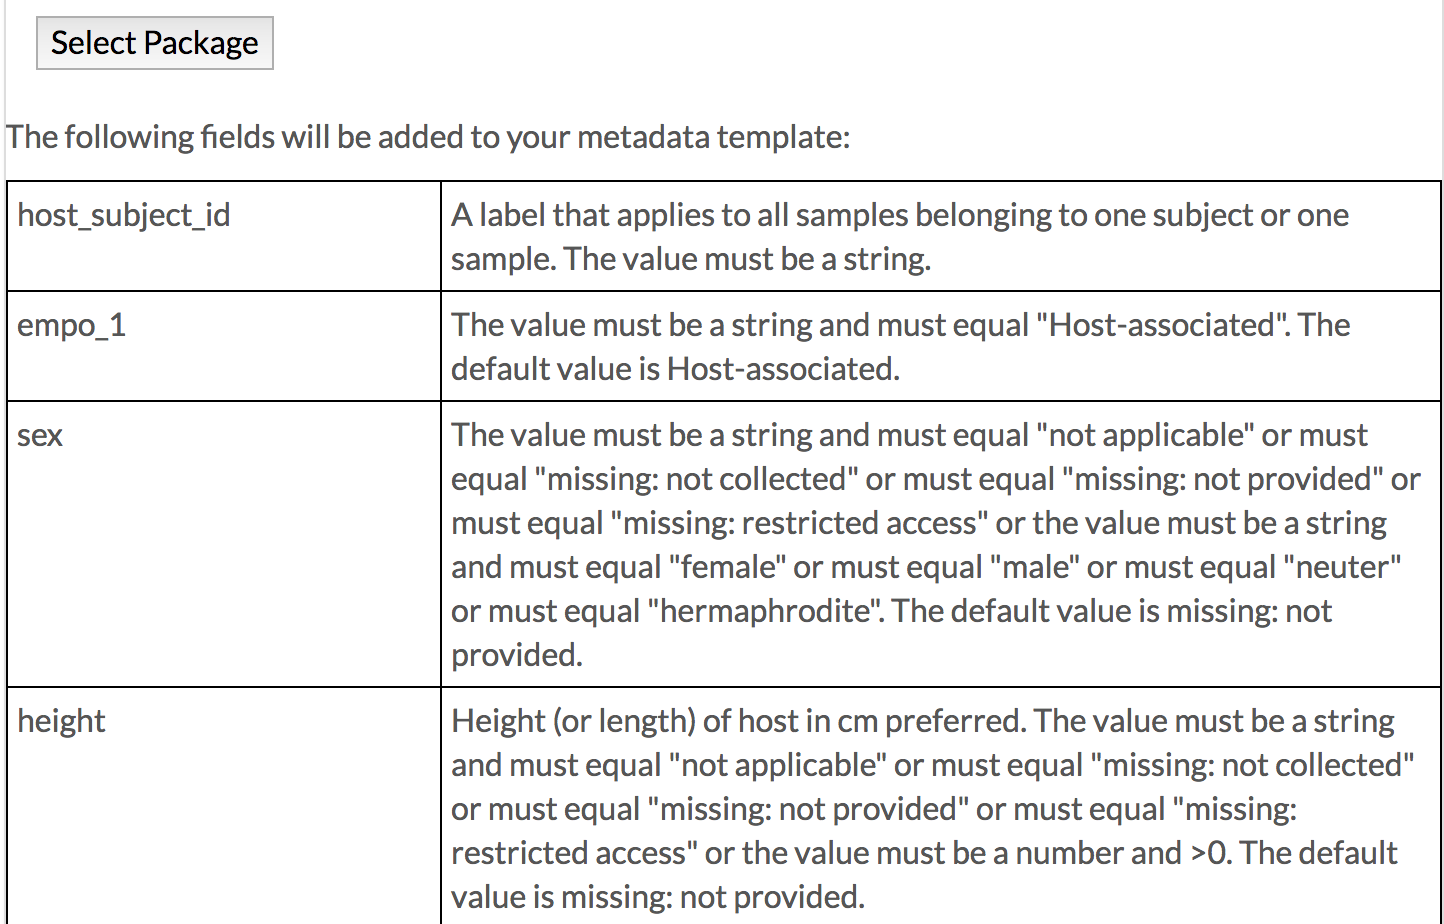 Select Package
The following fields will be added to your metadata template:
host_subject_id
A label that applies to all samples belonging to one subject or one
sample. The value must be a string.
empo_1
The value must be a string and must equal "Host-associated". The
default value is Host-associated.
sex
The value must be a string and must equal "not applicable" or must
equal "missing: not collected" or must equal "missing: not provided" or
must equal "missing: restricted access" or the value must be a string
and must equal "female" or must equal "male" or must equal "neuter"
or must equal "hermaphrodite". The default value is missing: not
provided.
height
Height (or length) of host in cm preferred. The value must be a string
and must equal "not applicable" or must equal "missing: not collected"
or must equal "missing: not provided" or must equal "missing:
restricted access" or the value must be a number and >0. The default
value is missing: not provided.